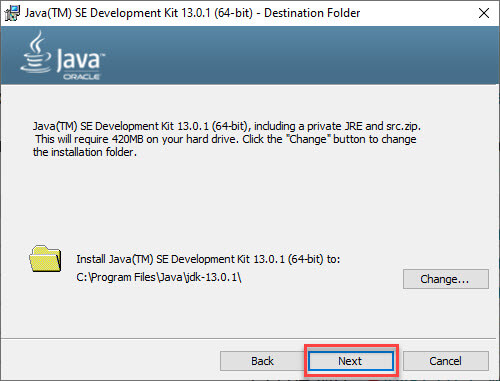 Java(TM) SE Development Kit 13.0.1 (64-bit) - Destination Folder
Java
ORACLE
Java(TM) SE Development Kit 13.0.1 (64-bit), including a private JRE and src.zip.
This will require 420MB on your hard drive. Click the "Change" button to change
the installation folder.
Install Java(TM) SE Development Kit 13.0.1 (64-bit) to:
C:\Program Files\Java\jdk-13.0.1\
Change...
Back
Next
Cancel